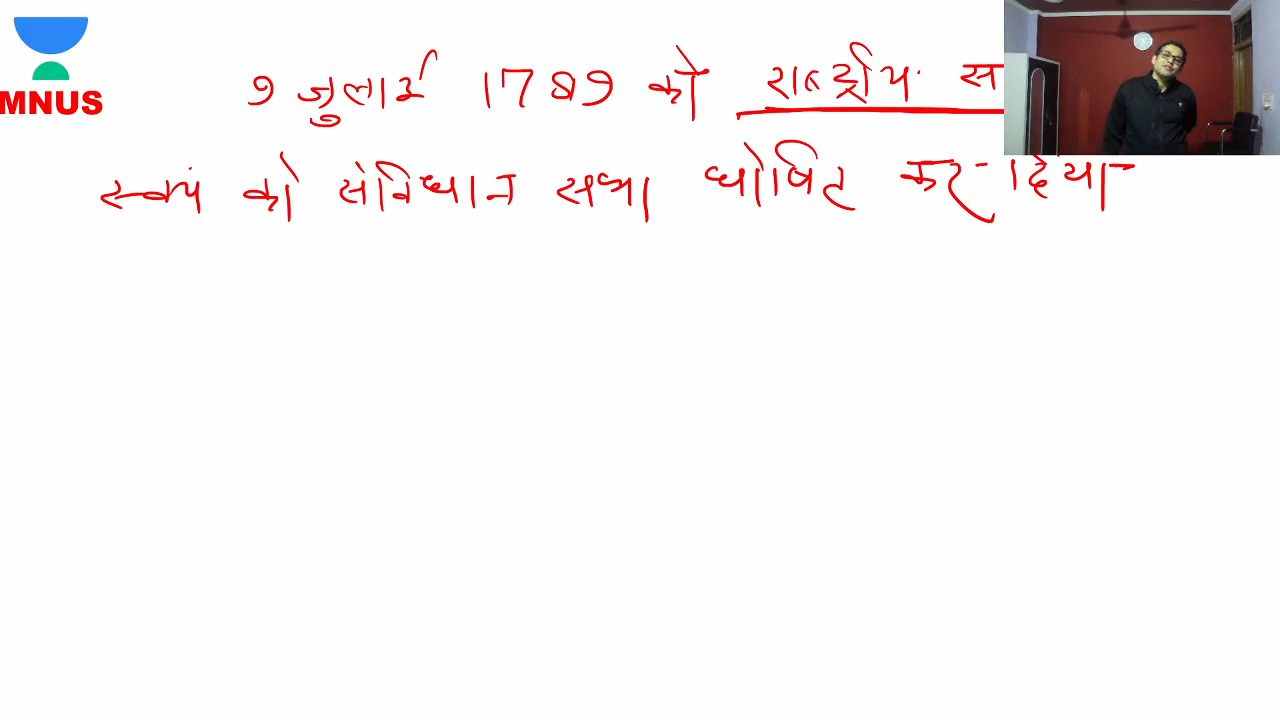 MNUS
9 जुलाई 1789 को राष्ट्रीय स
स्वयं को संविधान सभा घोषित कर दिया